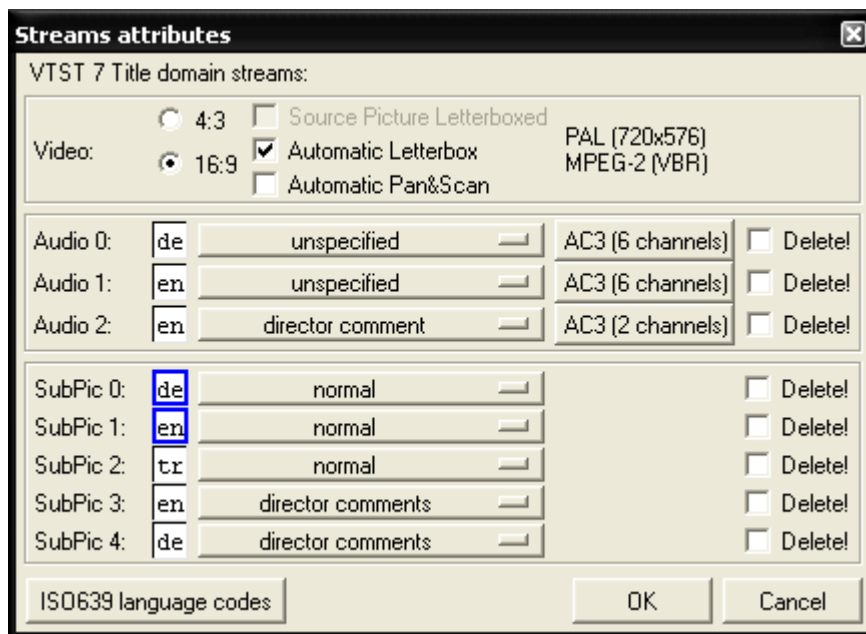 Streams attributes
VTST 7 Title domain streams:
Video:
4:3
Source Picture Letterboxed
16:9
Automatic Letterbox
Automatic Pan&Scan
PAL (720x576)
MPEG-2 (VBR)
Audio 0: de unspecified AC3 (6 channels) Delete!
Audio 1: en unspecified AC3 (6 channels) Delete!
Audio 2: en director comment AC3 (2 channels) Delete!
SubPic 0: de normal Delete!
SubPic 1: en normal Delete!
SubPic 2: tr normal Delete!
SubPic 3: en director comments Delete!
SubPic 4: de director comments Delete!
ISO639 language codes OK Cancel